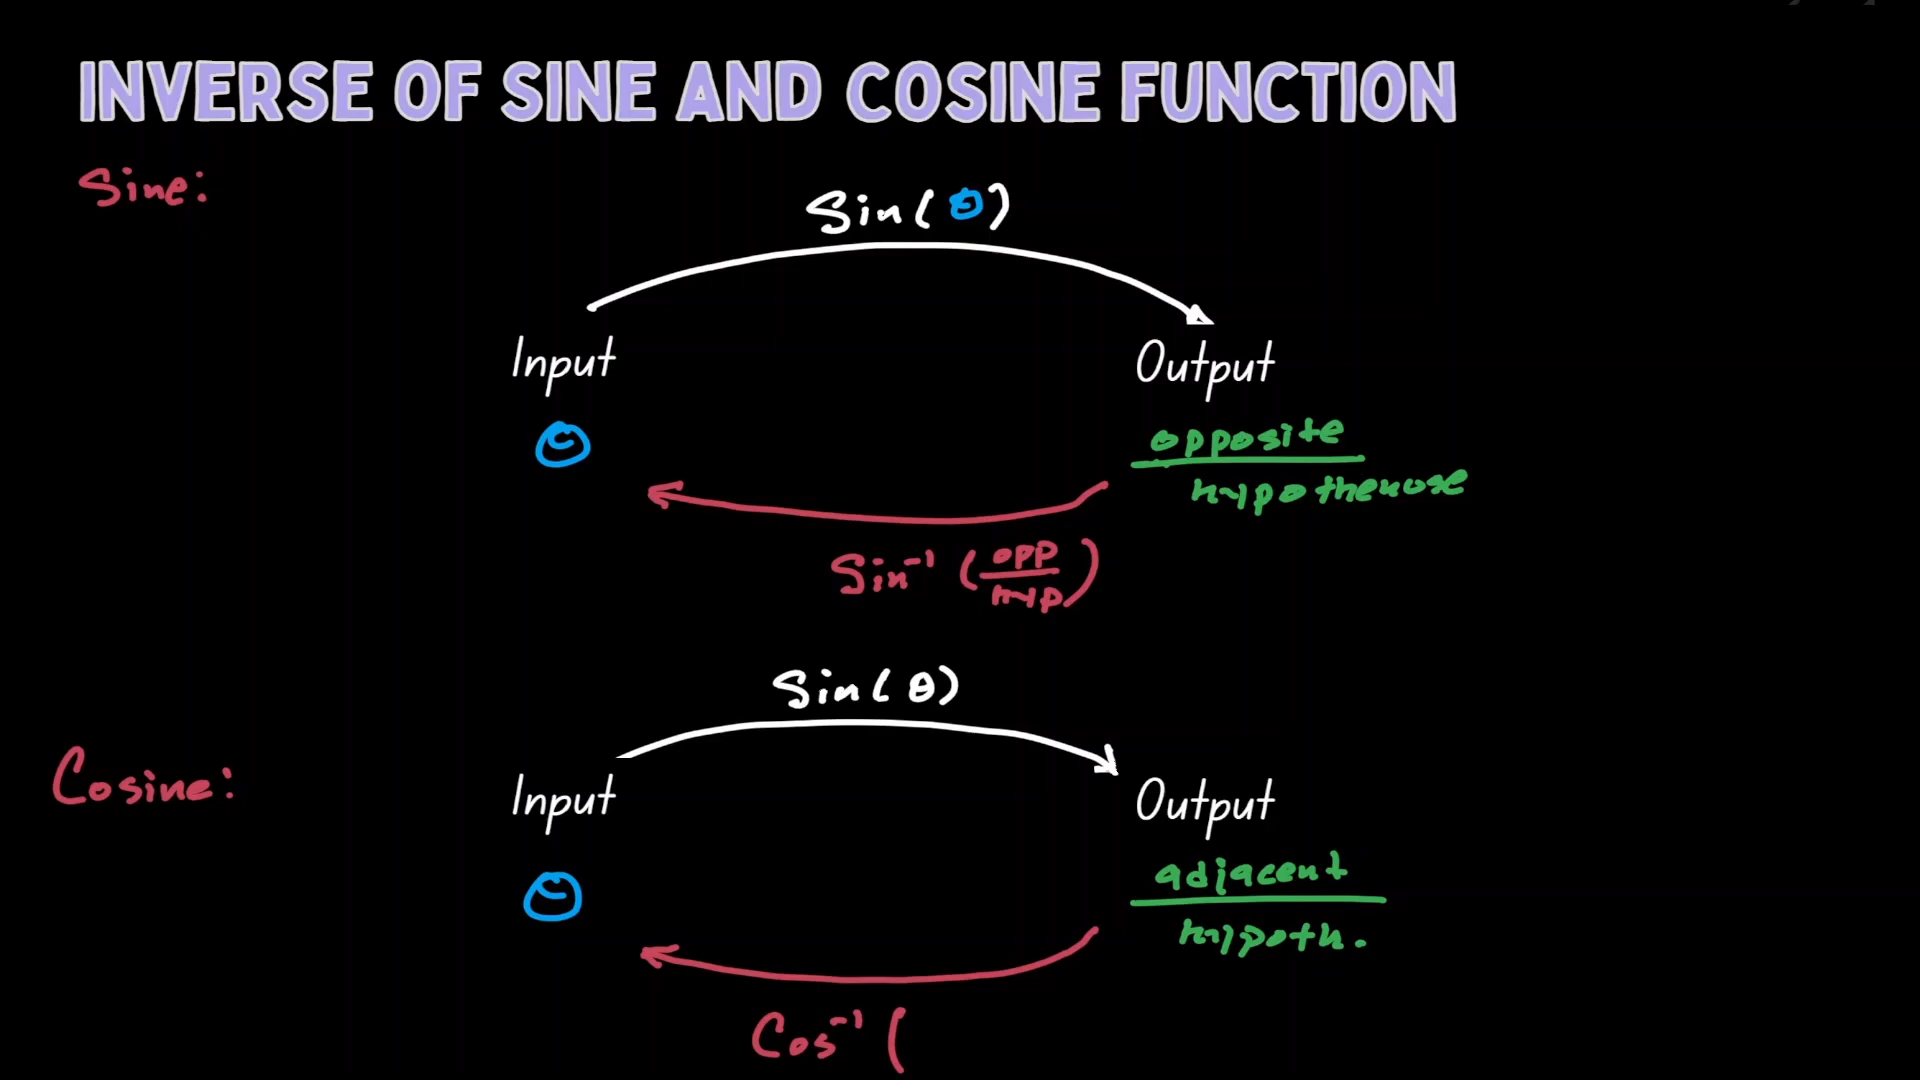 INVERSE OF SINE AND COSINE FUNCTION
Sine:
Sin(θ)
Input
Output
θ
opposite
hypothenuse
Sin⁻¹ (opp/hyp)
Sin(θ)
Cosine:
Input
Output
θ
adjacent
hypoth.
Cos⁻¹ (